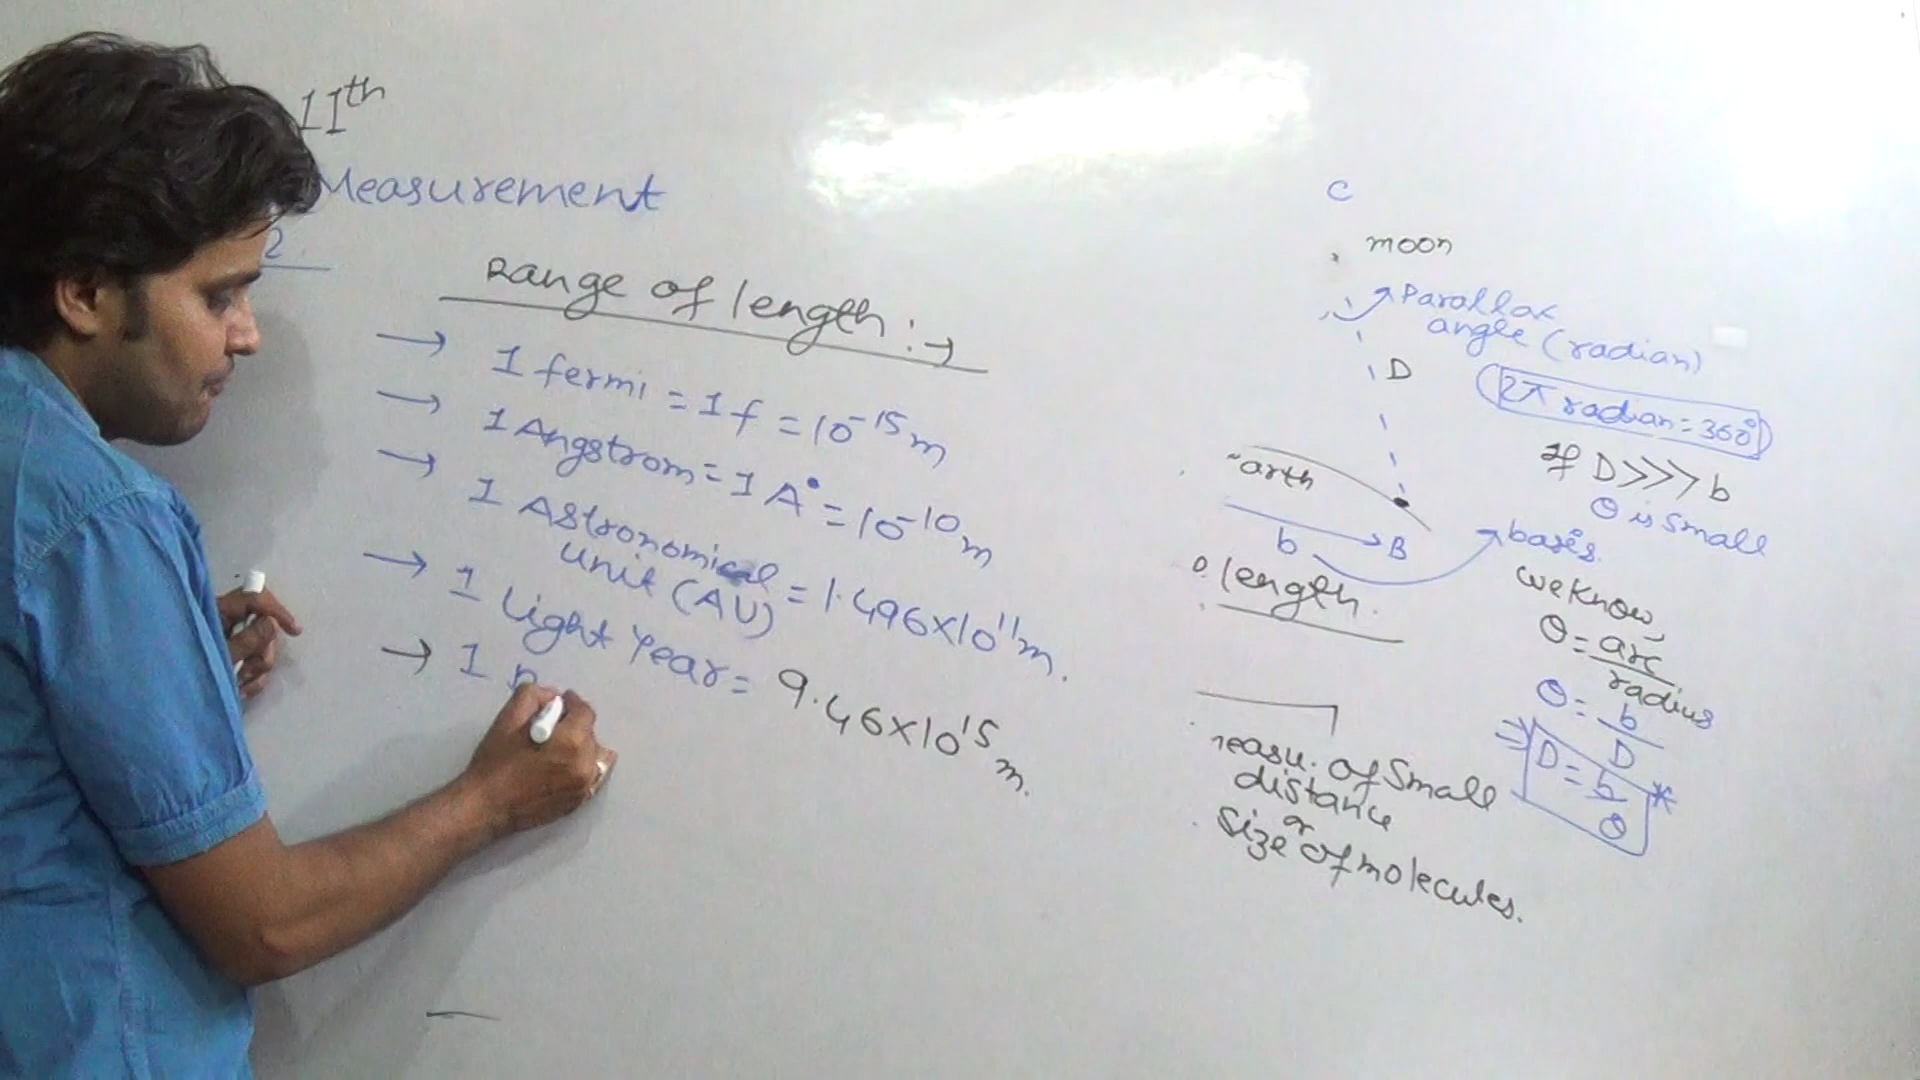 11th
Measurement
2.
Range of length :→
→ 1 fermi = 1 f = 10⁻¹⁵ m
→ 1 Angstrom = 1 A° = 10⁻¹⁰ m
→ 1 Astronomical
unit (AU) = 1.496×10¹¹ m.
→ 1 Light Year = 9.46×10¹⁵ m.
→ 1 P
C
moon
Parallax
angle (radian)
D
2π radian = 360°
If D>>>b
θ is small
arth
b
B
basis.
length.
we know,
θ = arc/radius
θ = b/D
⇒ D = b/θ *
measu. of Small
distance
or
Size of molecules.